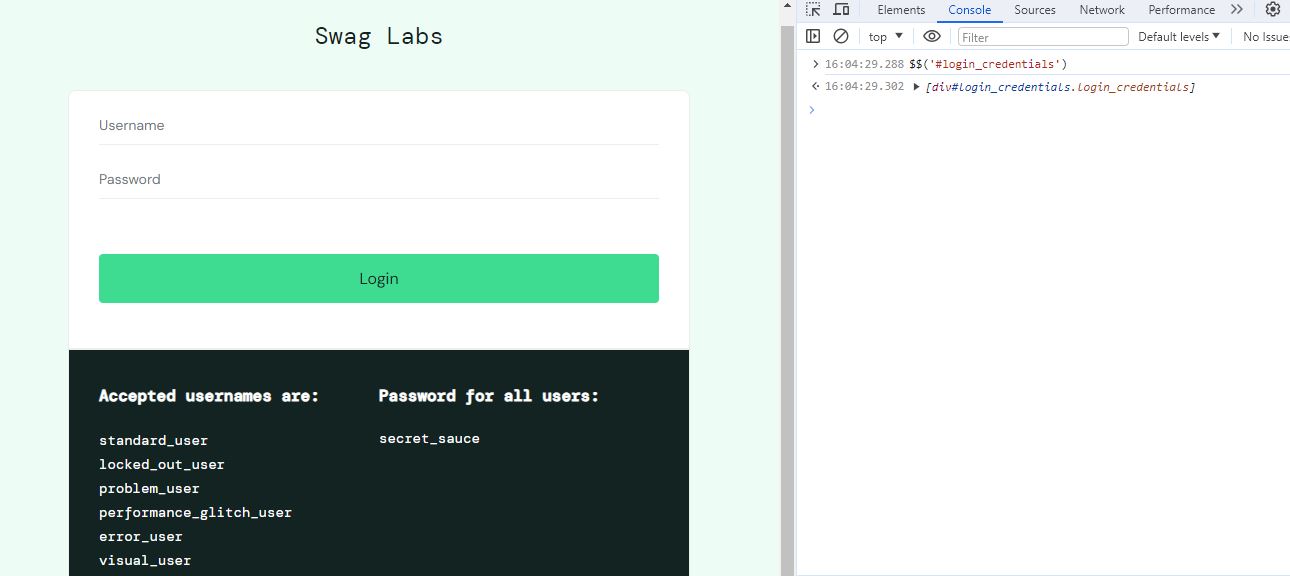 Swag Labs
Username
Password
Login
Accepted usernames are:
standard_user
locked_out_user
problem_user
performance_glitch_user
error_user
visual_user
Password for all users:
secret_sauce
Elements Console Sources Network Performance
top Filter Default levels No Issue
16:04:29.288 $$('#login_credentials')
16:04:29.302 [div#login_credentials.login_credentials]